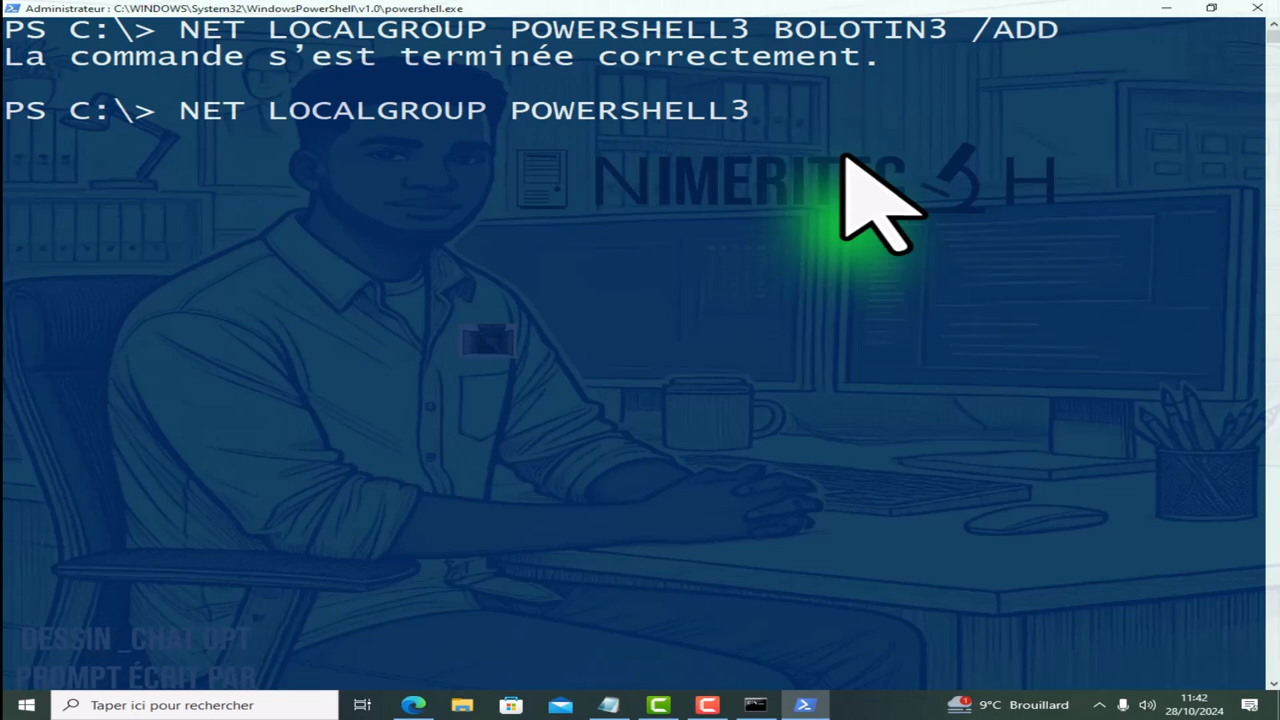 Administrateur : C:\WINDOWS\System32\WindowsPowerShell\v1.0\powershell.exe
PS C:\> NET LOCALGROUP POWERSHELL3 BOLOTIN3 /ADD
La commande s’est terminée correctement.
PS C:\> NET LOCALGROUP POWERSHELL3
DESSIN _CHAT GPT
PROMPT ÉCRIT PAR
Taper ici pour rechercher
9°C Brouillard
11:42
28/10/2024